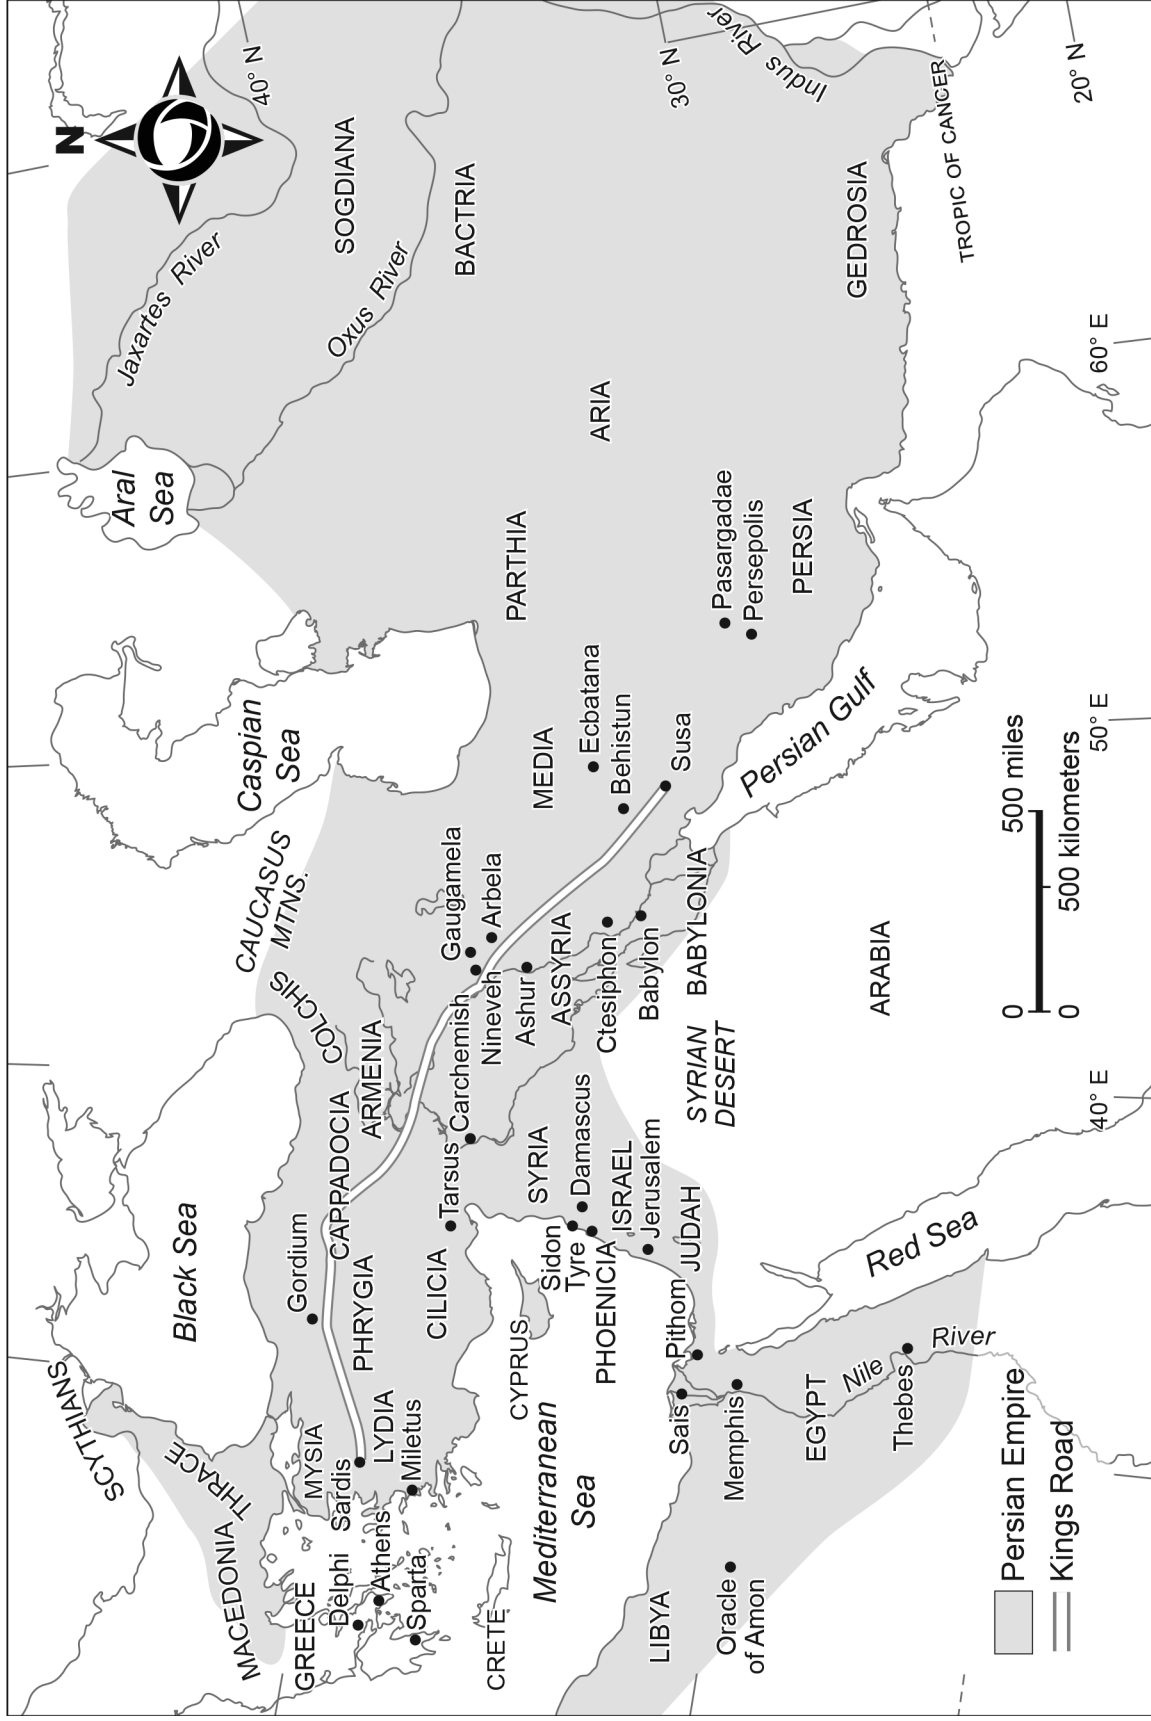 N
40° N
30° N
20° N
TROPIC OF CANCER
60° E
50° E
40° E
SCYTHIANS
THRACE
MACEDONIA
GREECE
Delphi
Athens
Sparta
CRETE
MYSIA
Sardis
LYDIA
Miletus
Black Sea
Gordium
PHRYGIA
CAPPADOCIA
CILICIA
Tarsus
CYPRUS
Mediterranean
Sea
COLCHIS
CAUCASUS
MTNS.
ARMENIA
Carchemish
Nineveh
Gaugamela
Arbela
Ashur
ASSYRIA
Ctesiphon
Babylon
BABYLONIA
SYRIA
Damascus
Sidon
Tyre
PHOENICIA
ISRAEL
Jerusalem
JUDAH
SYRIAN
DESERT
ARABIA
Caspian
Sea
Aral
Sea
Jaxartes River
Oxus River
SOGDIANA
BACTRIA
PARTHIA
ARIA
MEDIA
Ecbatana
Behistun
Susa
Pasargadae
Persepolis
PERSIA
GEDROSIA
Indus River
Persian Gulf
Red Sea
Pithom
Sais
Memphis
EGYPT
Nile
River
Thebes
LIBYA
Oracle
of Amon
Persian Empire
Kings Road
0
500 miles
0
500 kilometers